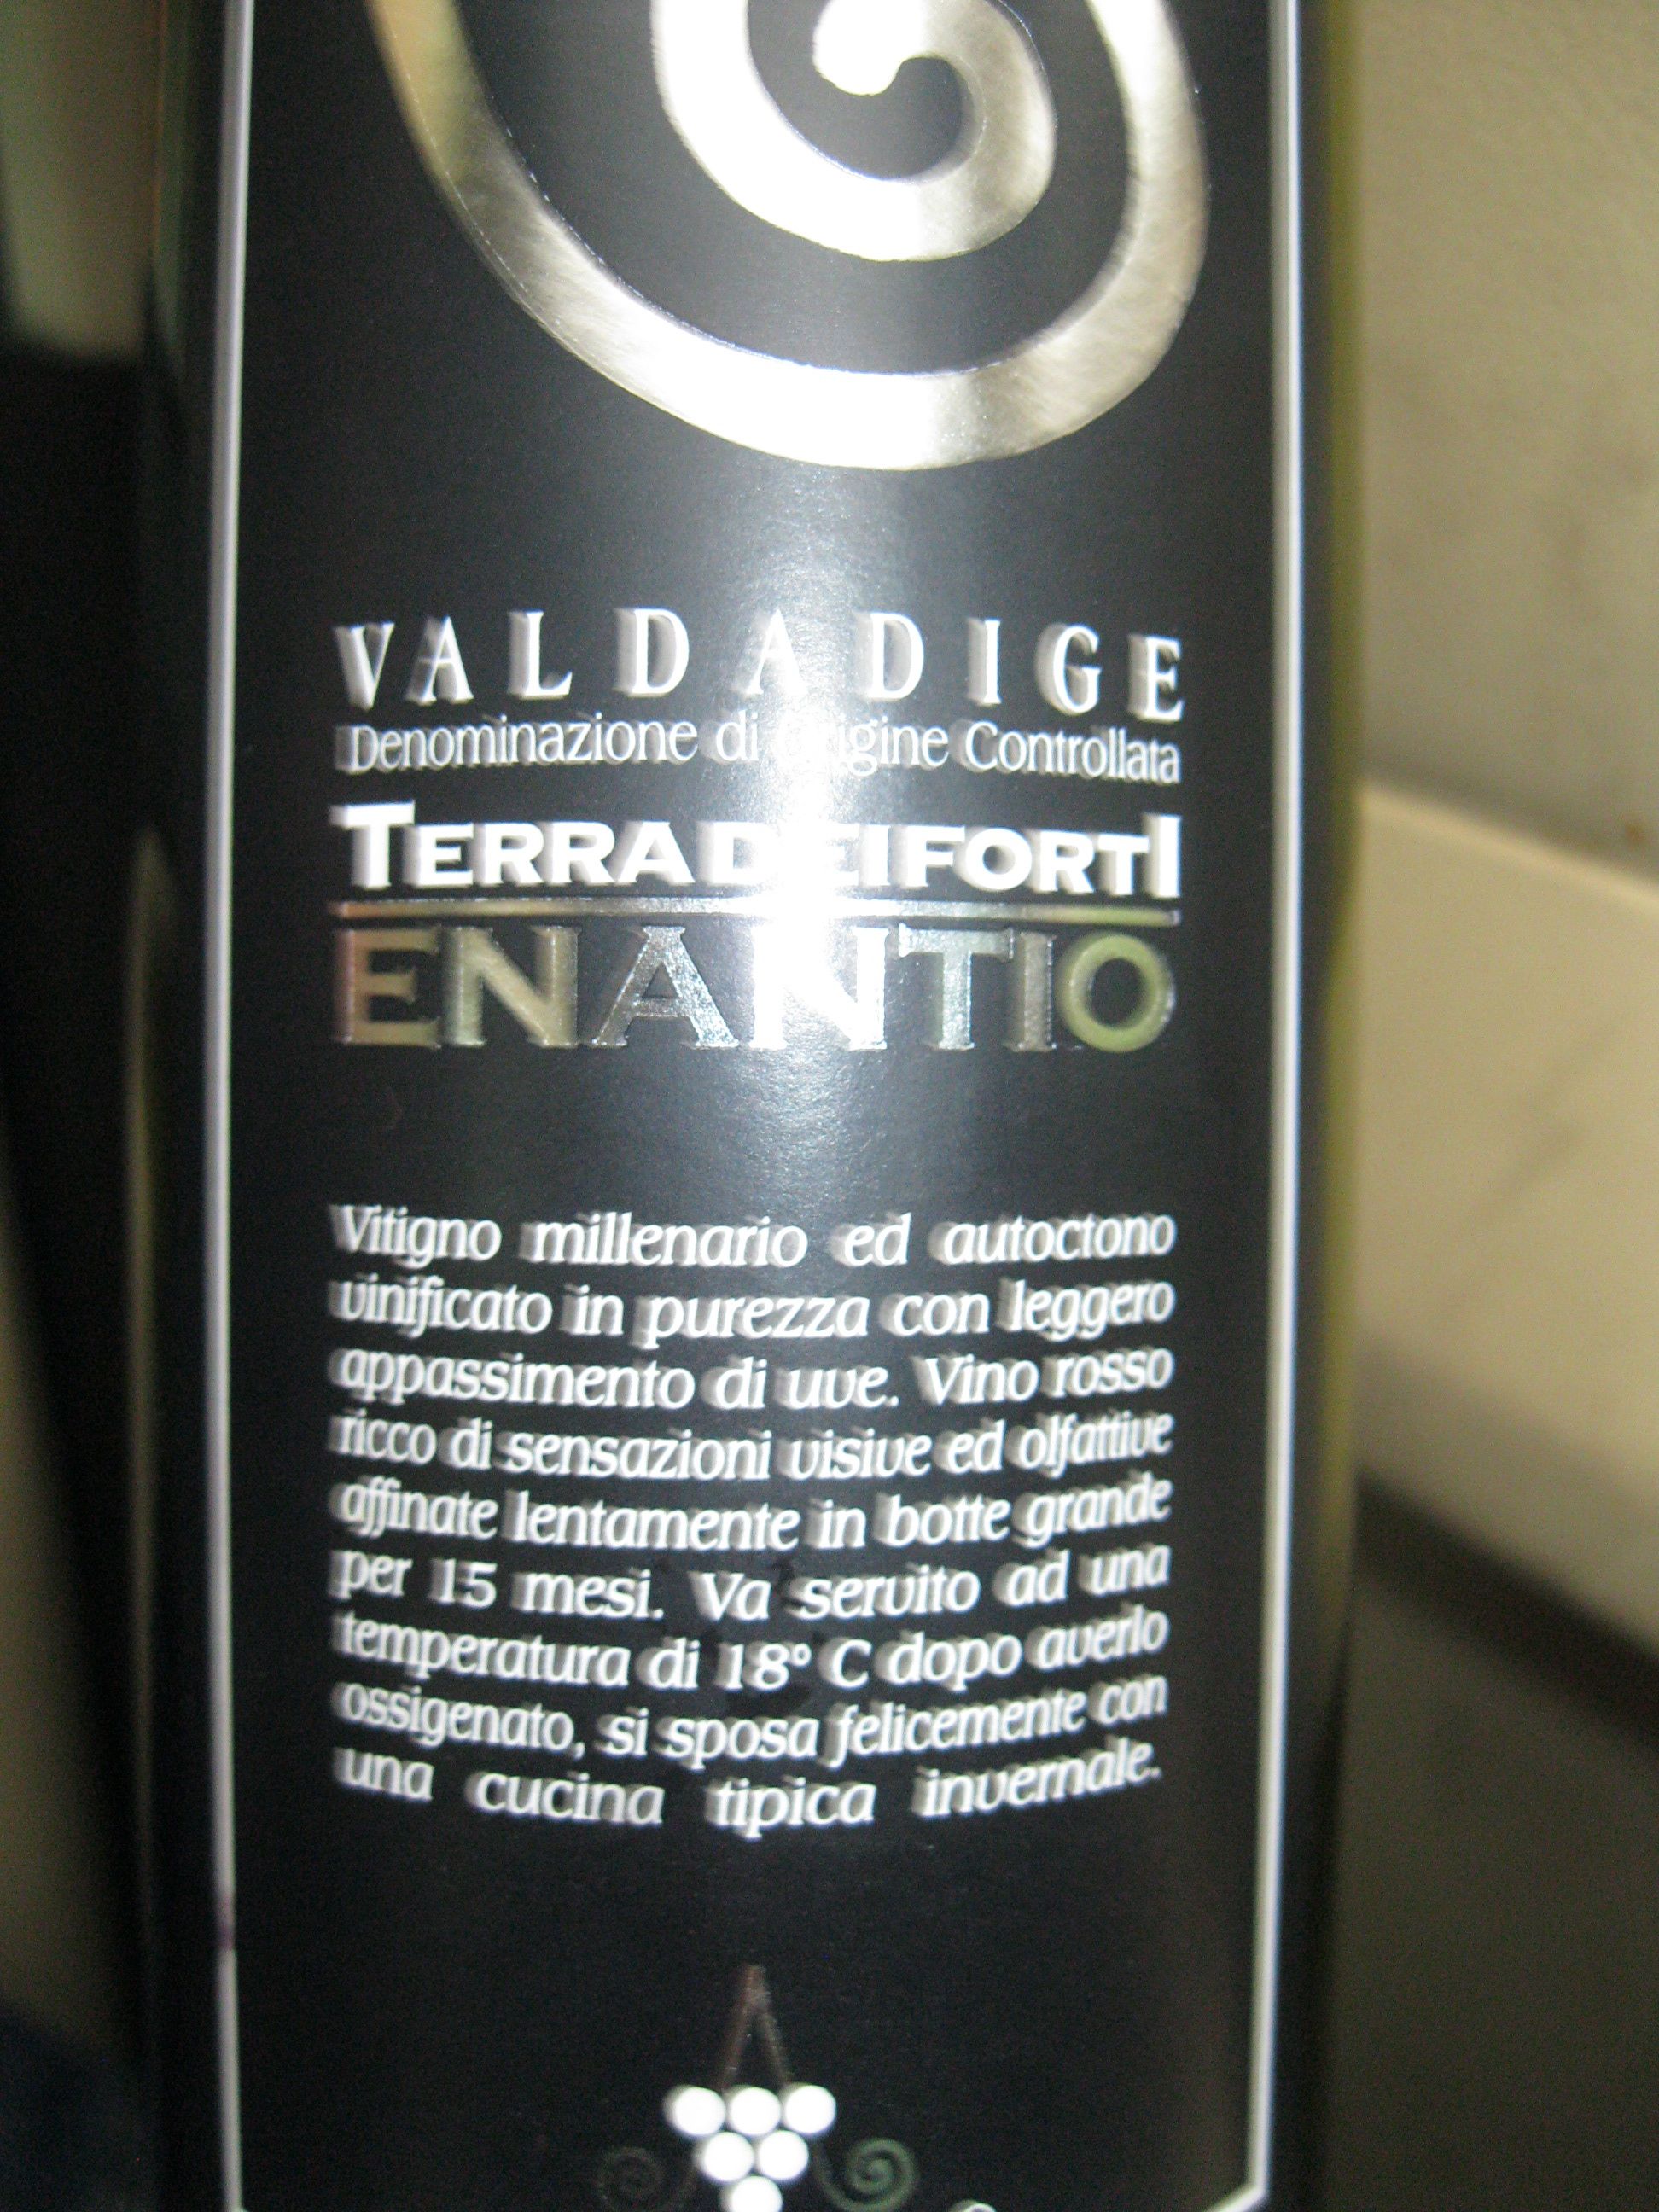 VALDADIGE
Denominazione di Origine Controllata
TERRADEIFORTI
ENANTIO
Vitigno millenario ed autoctono
vinificato in purezza con leggero
appassimento di uve. Vino rosso
ricco di sensazioni visive ed olfattive
affinate lentamente in botte grande
per 15 mesi. Va servito ad una
temperatura di 18° C dopo averlo
ossigenato, si sposa felicemente con
una cucina tipica invernale.